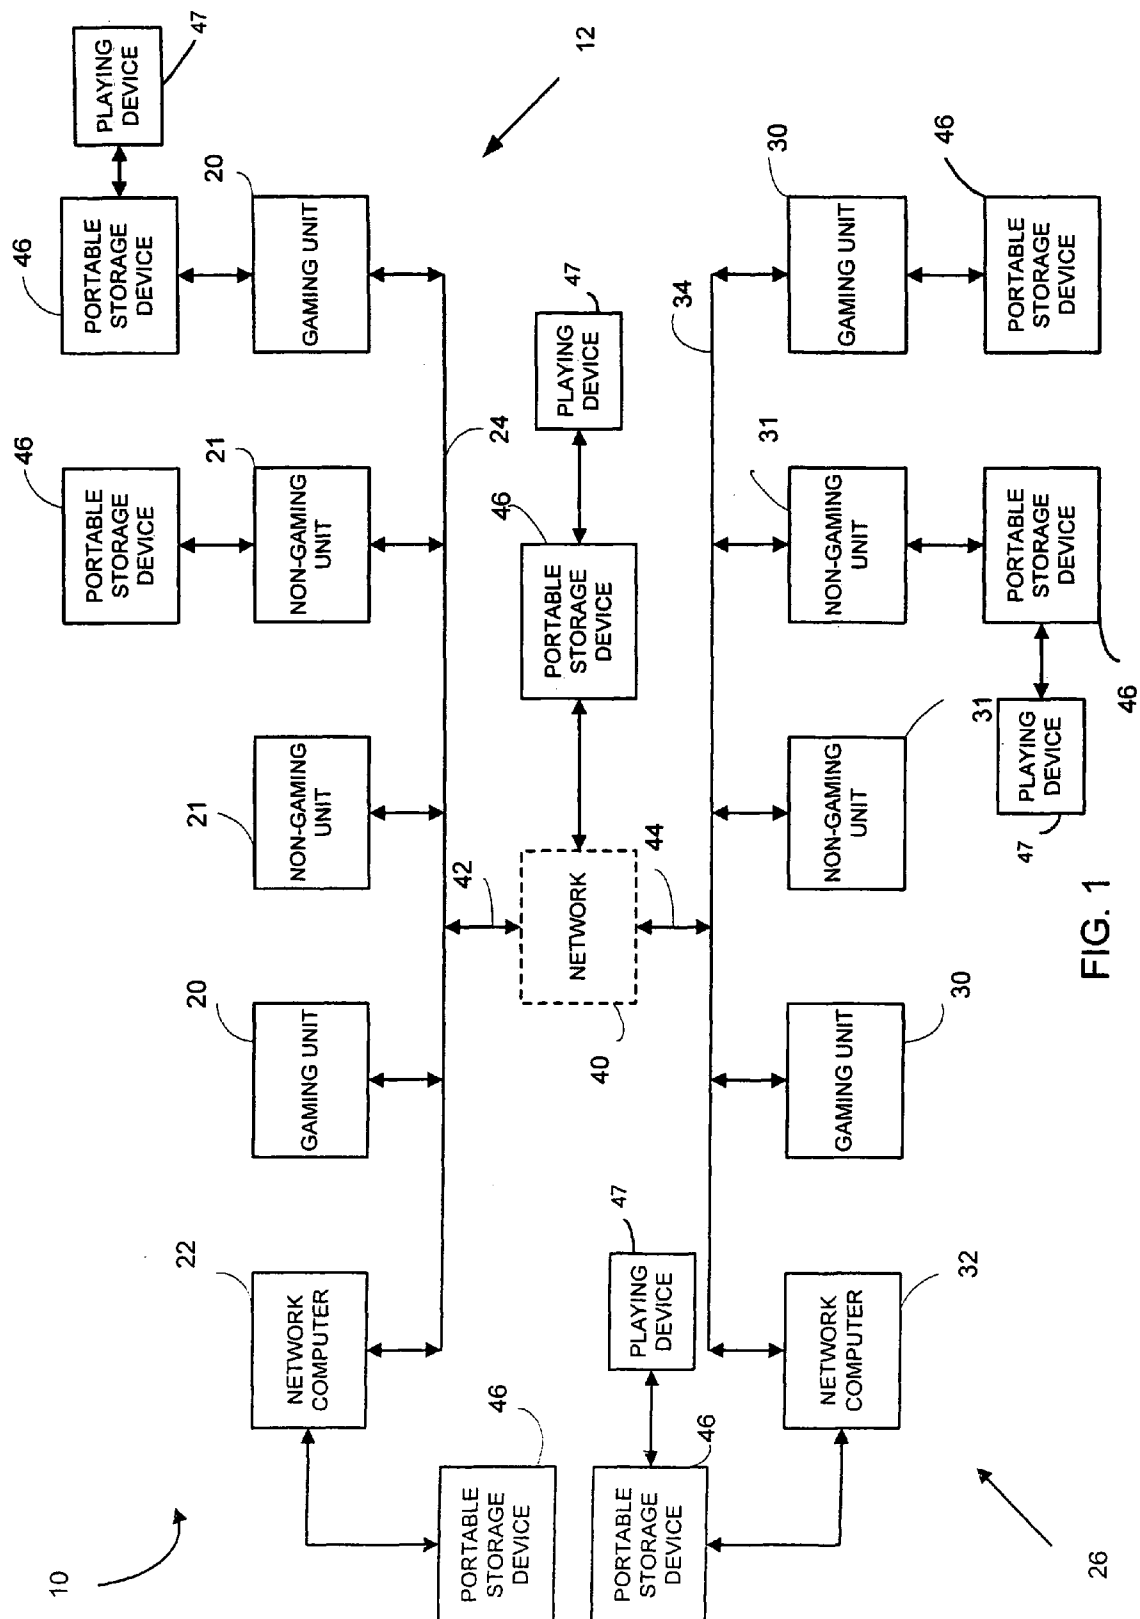 10
46
PORTABLE
STORAGE
DEVICE
46
PORTABLE
STORAGE
DEVICE
PLAYING
DEVICE
47
22
NETWORK
COMPUTER
20
GAMING UNIT
21
NON-GAMING
UNIT
21
NON-GAMING
UNIT
20
GAMING UNIT
12
24
42
46
PORTABLE
STORAGE
DEVICE
NETWORK
40
46
PORTABLE
STORAGE
DEVICE
47
PLAYING
DEVICE
44
PORTABLE
STORAGE
DEVICE
46
47
PLAYING
DEVICE
34
NETWORK
COMPUTER
32
GAMING UNIT
30
NON-GAMING
UNIT
31
31
NON-GAMING
UNIT
30
GAMING UNIT
46
PORTABLE
STORAGE
DEVICE
47
PLAYING
DEVICE
PORTABLE
STORAGE
DEVICE
46
26
FIG. 1